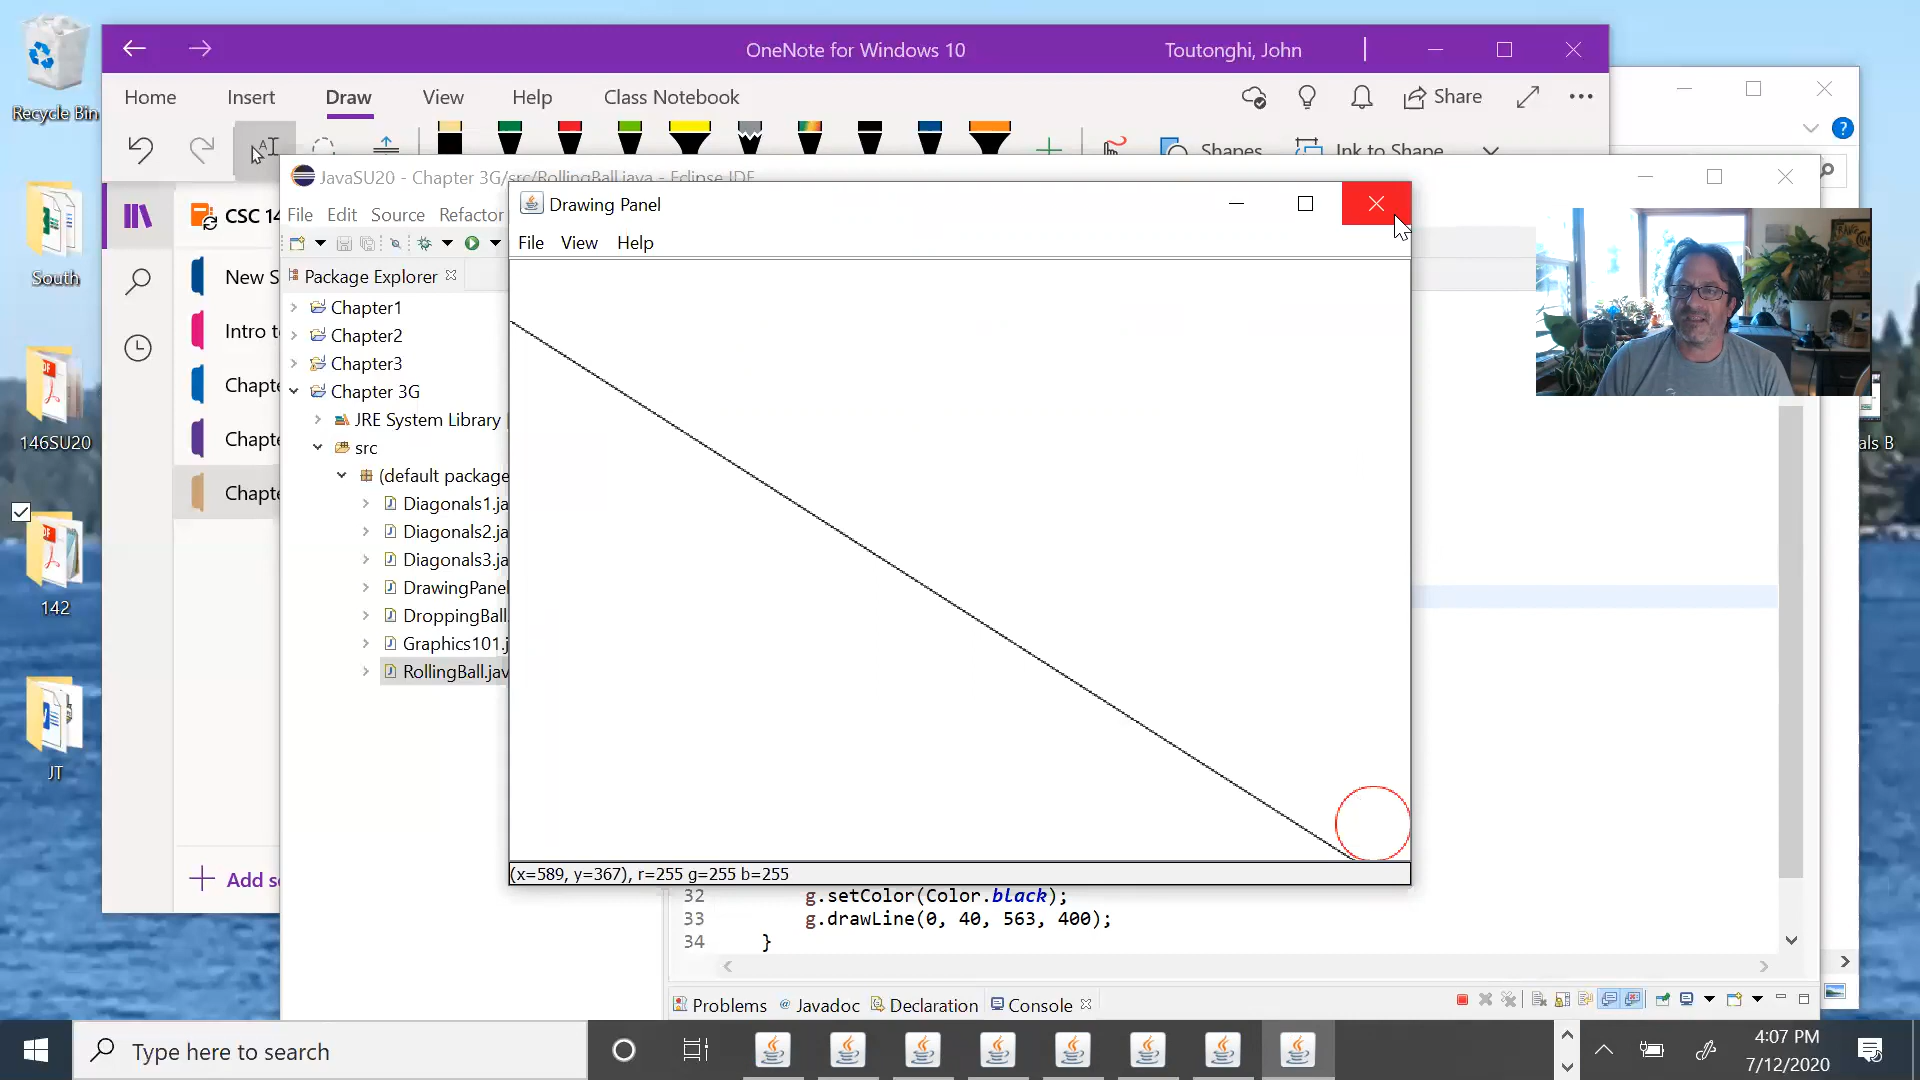 Recycle Bin
South
146SU20
142
JT
OneNote for Windows 10
Toutonghi, John
Home
Insert
Draw
View
Help
Class Notebook
Share
Shapes
Ink to Shape
CSC 14
New S
Intro t
Chapte
Chapte
Chapte
Add s
JavaSU20 - Chapter 3G/src/RollingBall.java - Eclipse IDE
File Edit Source Refactor
Package Explorer
Chapter1
Chapter2
Chapter3
Chapter 3G
JRE System Library
src
(default package
Diagonals1.ja
Diagonals2.ja
Diagonals3.ja
DrawingPanel
DroppingBall.
Graphics101.j
RollingBall.jav
Drawing Panel
File View Help
(x=589, y=367), r=255 g=255 b=255
32 g.setColor(Color.black);
33 g.drawLine(0, 40, 563, 400);
34 }
Problems Javadoc Declaration Console
als B
Type here to search
4:07 PM
7/12/2020